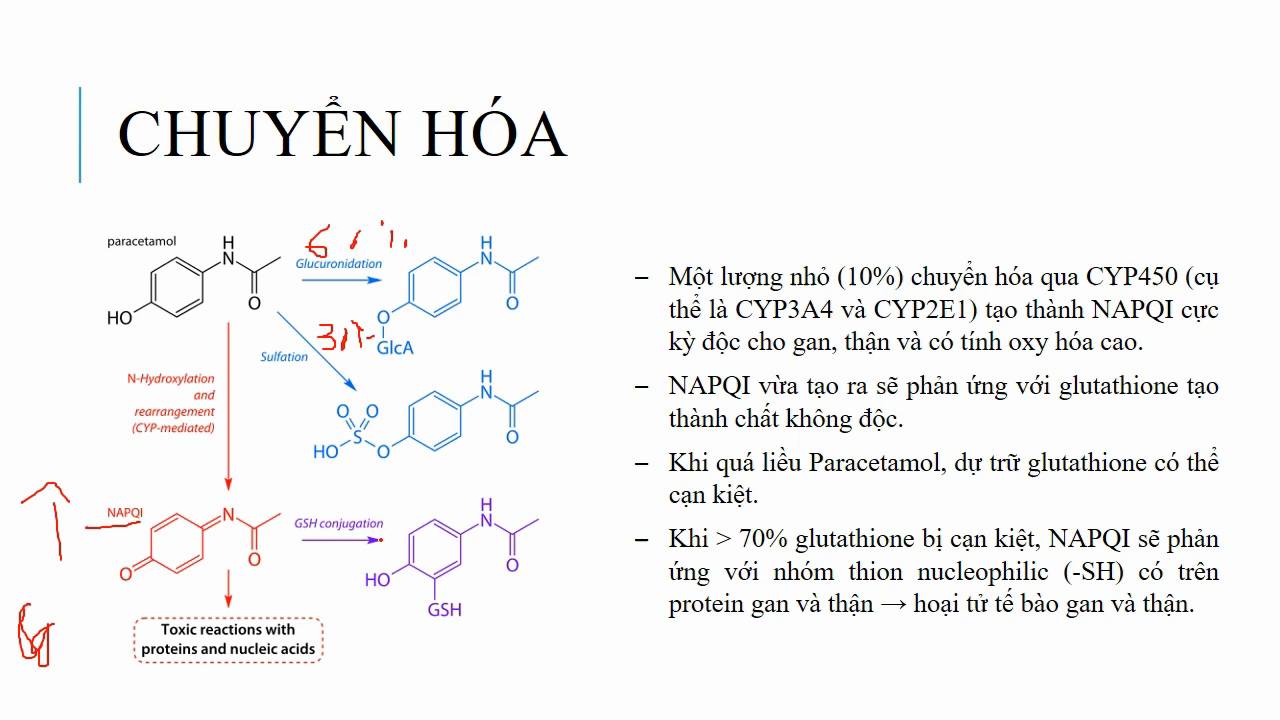 CHUYỂN HÓA
paracetamol
H
N
O
HO
Glucuronidation
H
N
O
O
GlcA
Sulfation
N-Hydroxylation
and
rearrangement
(CYP-mediated)
H
N
O
O O
S
HO O
NAPQI
N
O
O
GSH conjugation
H
N
O
HO
GSH
Toxic reactions with
proteins and nucleic acids
– Một lượng nhỏ (10%) chuyển hóa qua CYP450 (cụ
thể là CYP3A4 và CYP2E1) tạo thành NAPQI cực
kỳ độc cho gan, thận và có tính oxy hóa cao.
– NAPQI vừa tạo ra sẽ phản ứng với glutathione tạo
thành chất không độc.
– Khi quá liều Paracetamol, dự trữ glutathione có thể
cạn kiệt.
– Khi > 70% glutathione bị cạn kiệt, NAPQI sẽ phản
ứng với nhóm thion nucleophilic (-SH) có trên
protein gan và thận → hoại tử tế bào gan và thận.